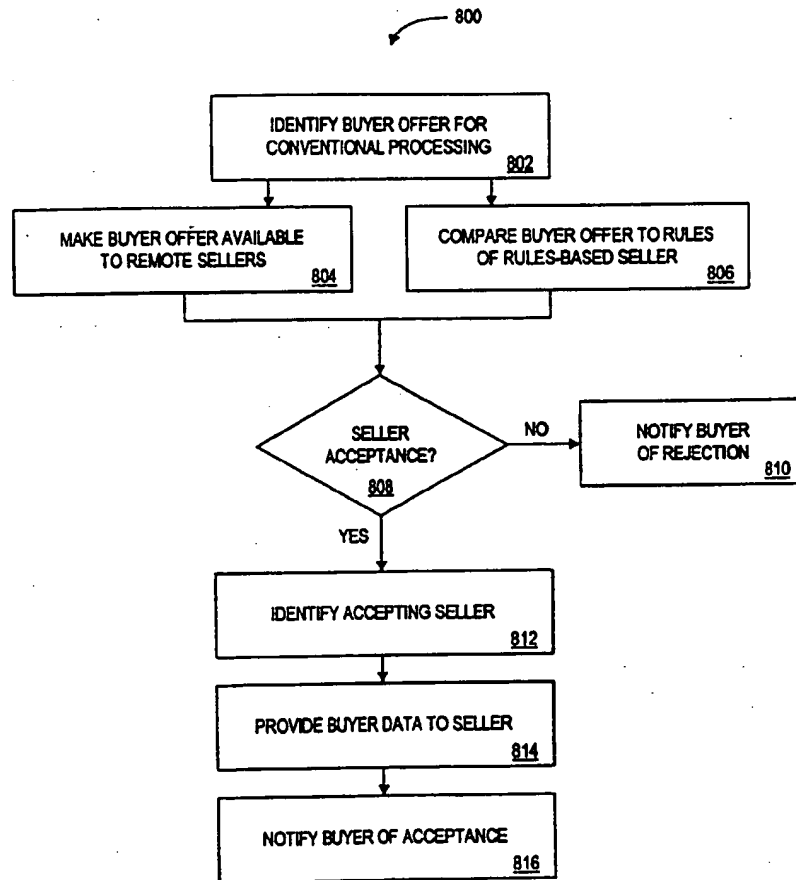 800
IDENTIFY BUYER OFFER FOR
CONVENTIONAL PROCESSING
802
MAKE BUYER OFFER AVAILABLE
TO REMOTE SELLERS
804
COMPARE BUYER OFFER TO RULES
OF RULES-BASED SELLER
806
SELLER
ACCEPTANCE?
808
NO
NOTIFY BUYER
OF REJECTION
810
YES
IDENTIFY ACCEPTING SELLER
812
PROVIDE BUYER DATA TO SELLER
814
NOTIFY BUYER OF ACCEPTANCE
816